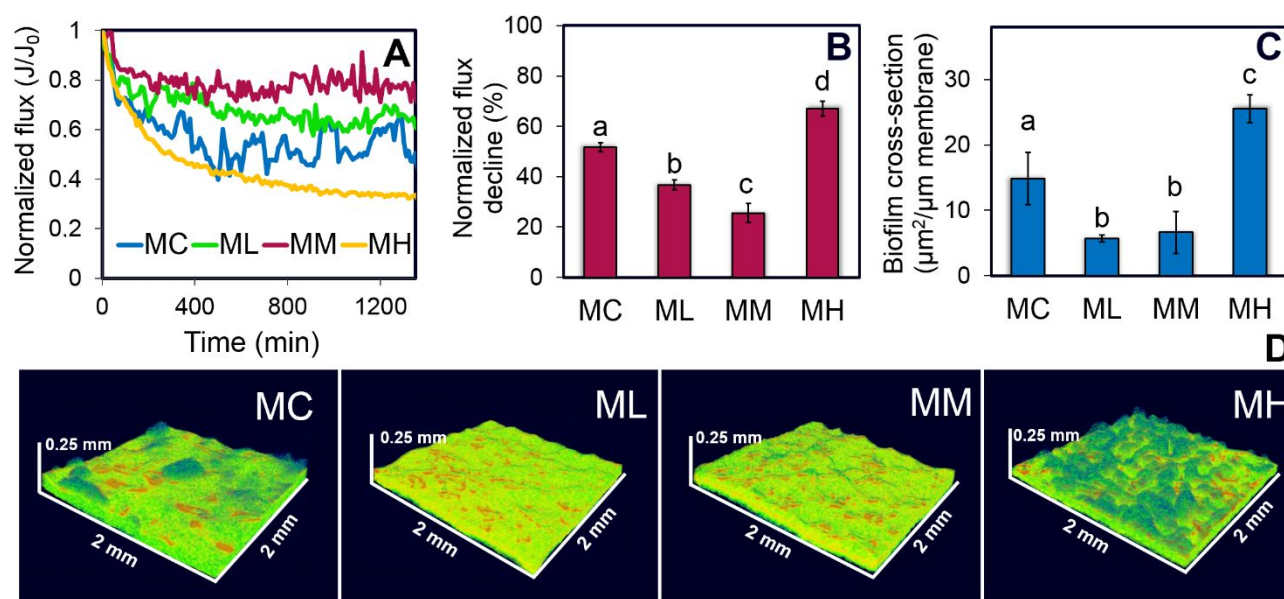 A
Normalized flux (J/J₀)
1
0.8
0.6
0.4
0.2
0
MC ML MM MH
0 400 800 1200
Time (min)
B
Normalized flux
decline (%)
100
80
60
40
20
0
a
b
c
d
MC ML MM MH
C
Biofilm cross-section
(µm²/µm membrane)
30
20
10
0
a
b
b
c
MC ML MM MH
D
MC
0.25 mm
2 mm
2 mm
ML
0.25 mm
2 mm
2 mm
MM
0.25 mm
2 mm
2 mm
MH
0.25 mm
2 mm
2 mm